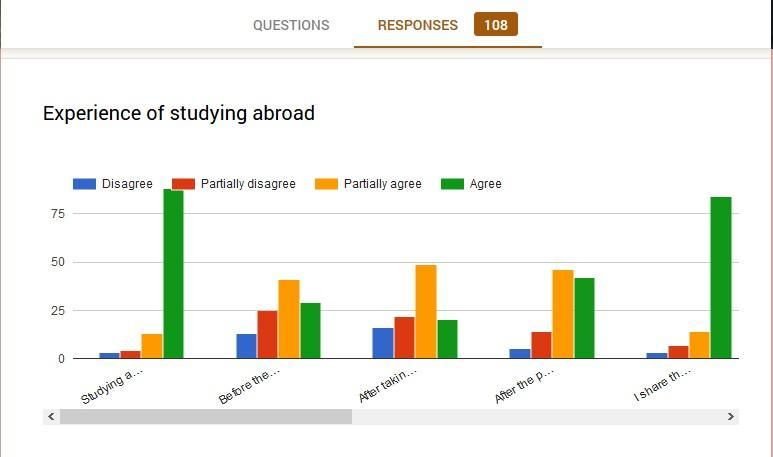 QUESTIONS RESPONSES 108
Experience of studying abroad
Disagree Partially disagree Partially agree Agree
75
50
25
0
Studying a...
Before the...
After takin...
After the p...
I share th...